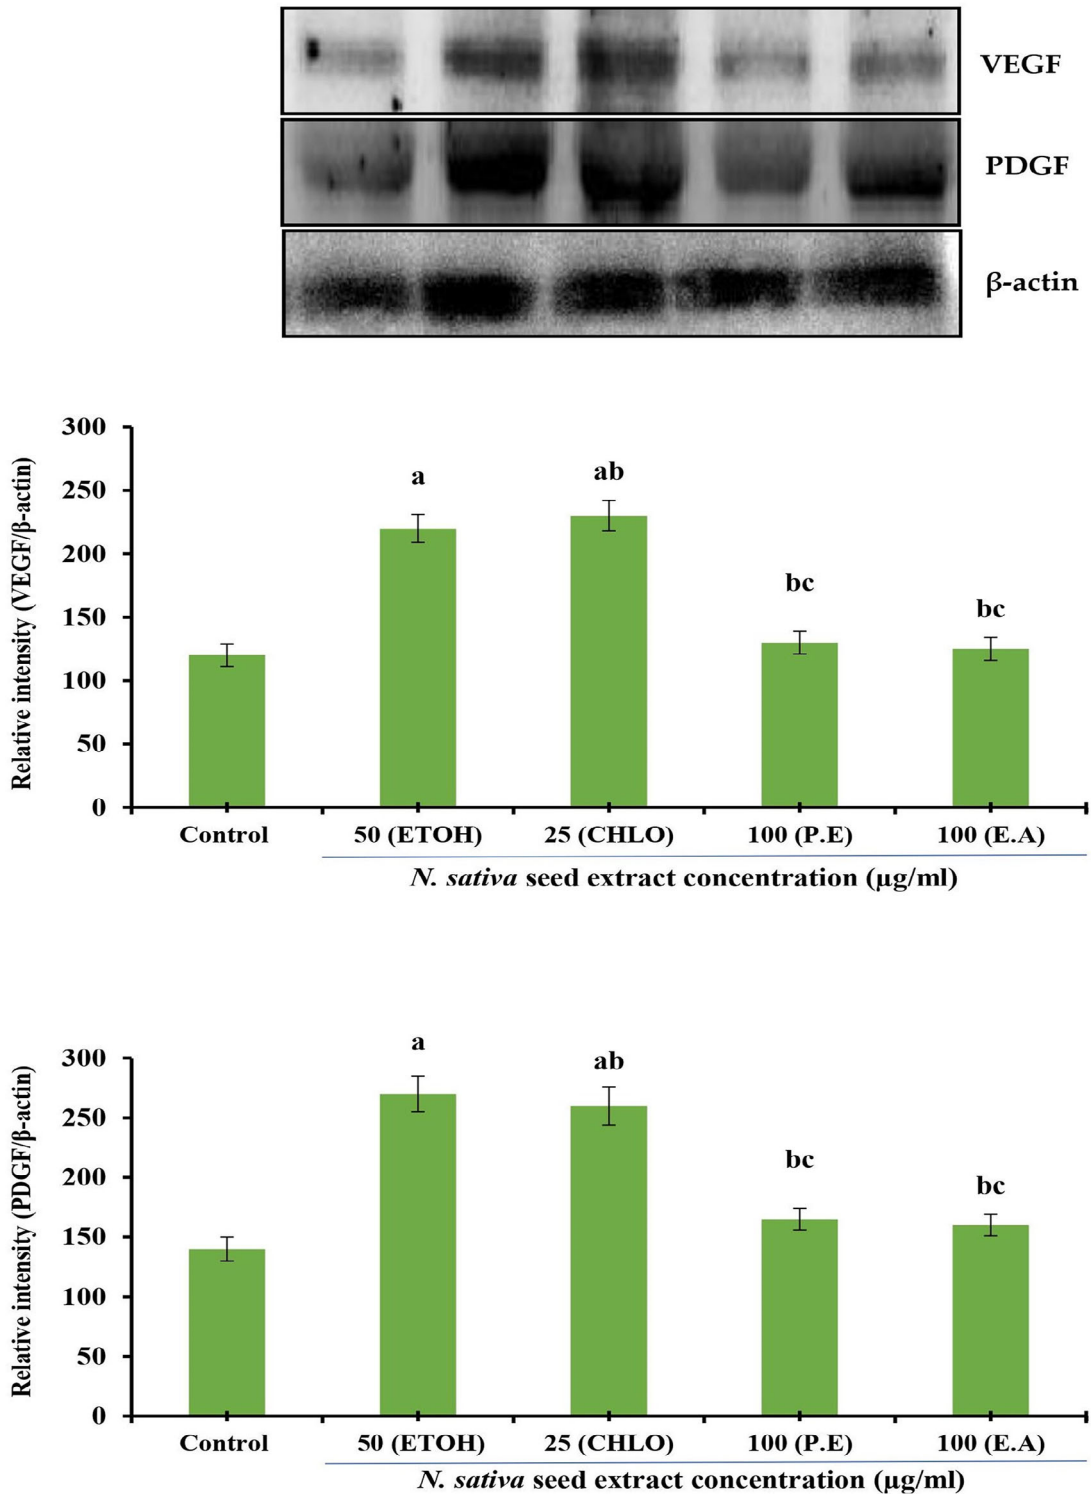 VEGF
PDGF
β-actin
Relative intensity (VEGF/β-actin)
300
250
200
150
100
50
0
a
ab
bc
bc
Control 50 (ETOH) 25 (CHLO) 100 (P.E) 100 (E.A)
N. sativa seed extract concentration (µg/ml)
Relative intensity (PDGF/β-actin)
300
250
200
150
100
50
0
a
ab
bc
bc
Control 50 (ETOH) 25 (CHLO) 100 (P.E) 100 (E.A)
N. sativa seed extract concentration (µg/ml)